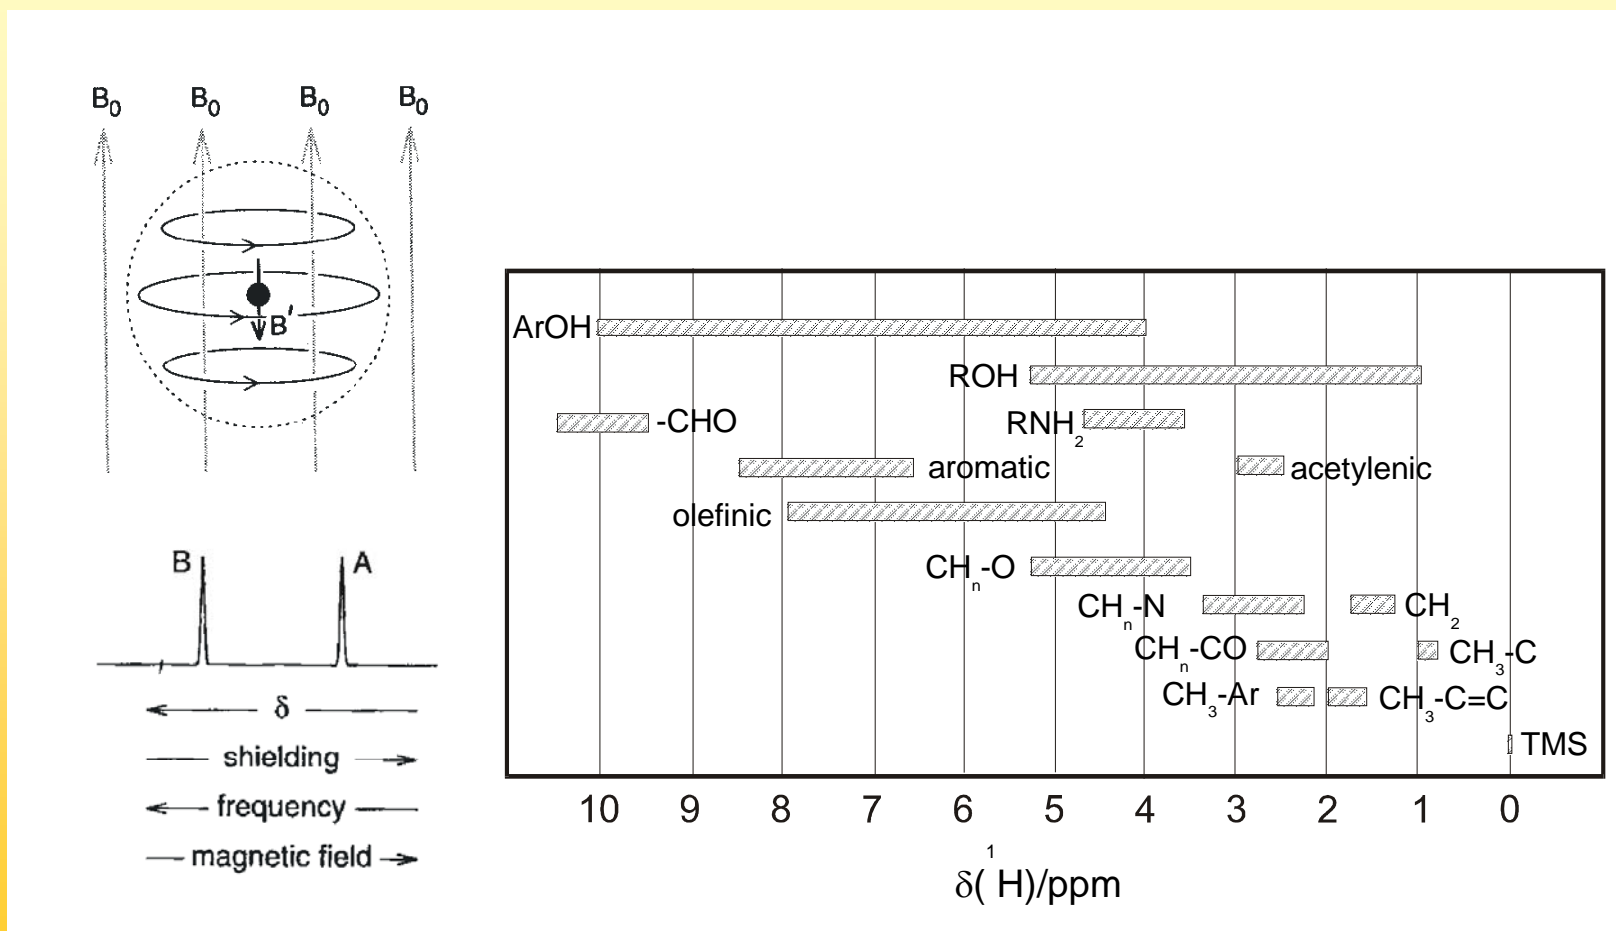 B0 B0 B0 B0
B'
B A
δ
shielding
frequency
magnetic field
ArOH
ROH
-CHO RNH2
aromatic acetylenic
olefinic
CHn-O
CHn-N CH2
CHn-CO CH3-C
CH3-Ar CH3-C=C
TMS
10 9 8 7 6 5 4 3 2 1 0
δ(1H)/ppm